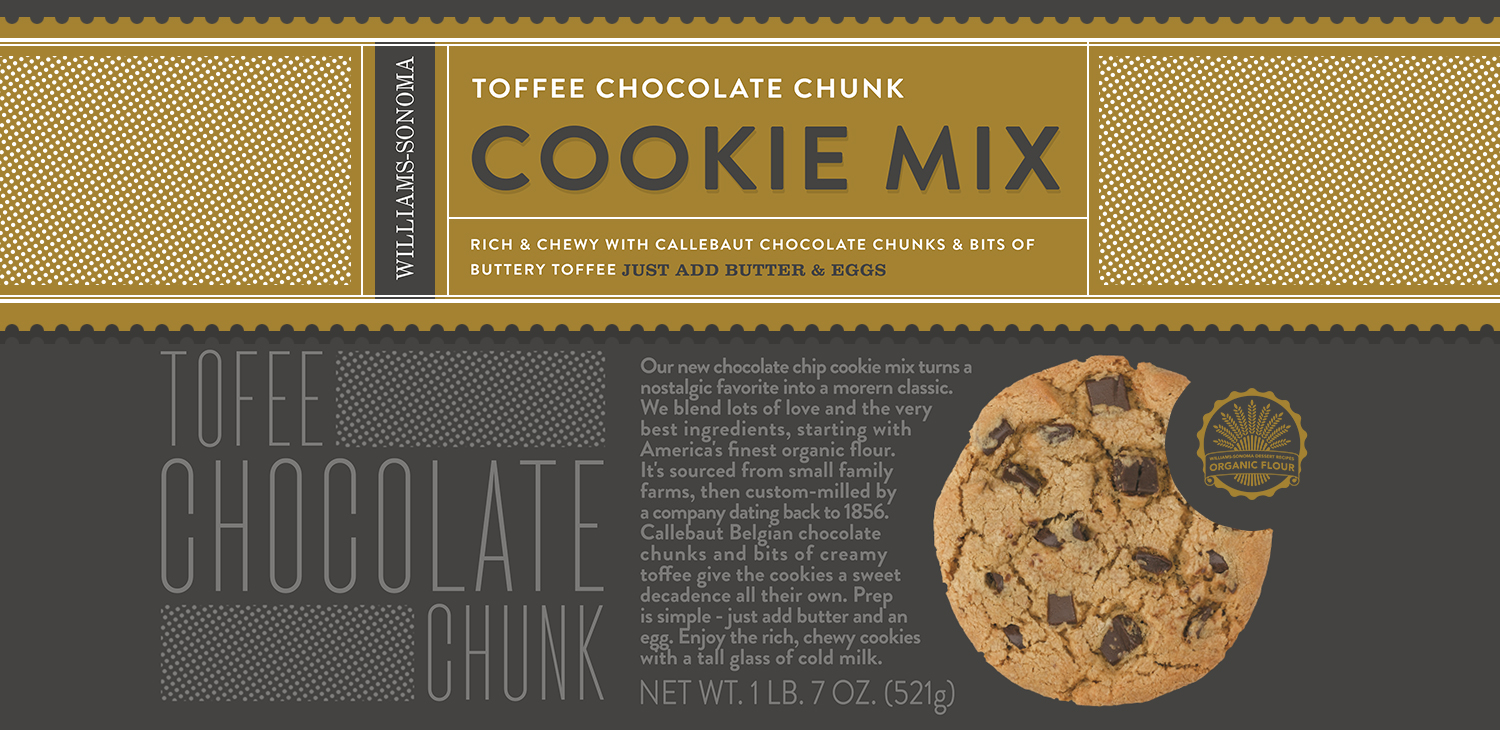 WILLIAMS-SONOMA
TOFFEE CHOCOLATE CHUNK
COOKIE MIX
RICH & CHEWY WITH CALLEBAUT CHOCOLATE CHUNKS & BITS OF
BUTTERY TOFFEE JUST ADD BUTTER & EGGS
TOFEE
CHOCOLATE
CHUNK
Our new chocolate chip cookie mix turns a
nostalgic favorite into a morern classic.
We blend lots of love and the very
best ingredients, starting with
America's finest organic flour.
It's sourced from small family
farms, then custom-milled by
a company dating back to 1856.
Callebaut Belgian chocolate
chunks and bits of creamy
toffee give the cookies a sweet
decadence all their own. Prep
is simple - just add butter and an
egg. Enjoy the rich, chewy cookies
with a tall glass of cold milk.
NET WT. 1 LB. 7 OZ. (521g)
WILLIAMS-SONOMA-DESSERT RECIPES
ORGANIC FLOUR